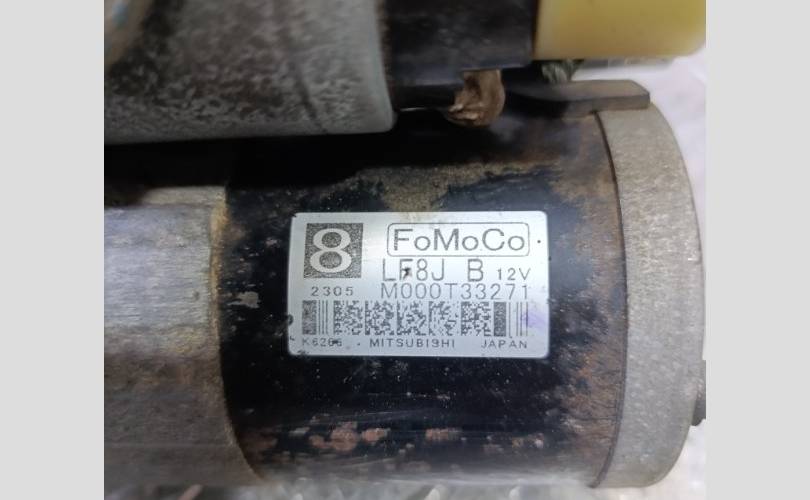 8
FoMoCo
LF8J B 12V
2305 M000T33271
MITSUBISHI JAPAN